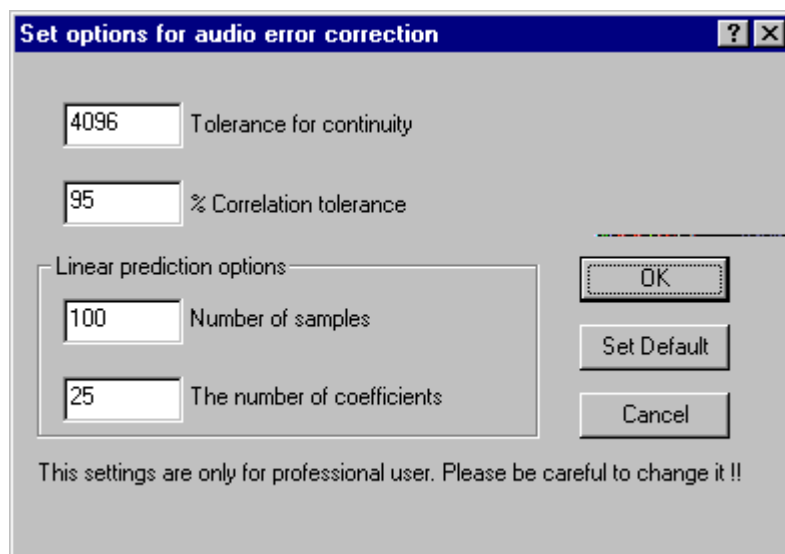 Set options for audio error correction
4096 Tolerance for continuity
95 % Correlation tolerance
Linear prediction options
100 Number of samples
25 The number of coefficients
OK
Set Default
Cancel
This settings are only for professional user. Please be careful to change it !!